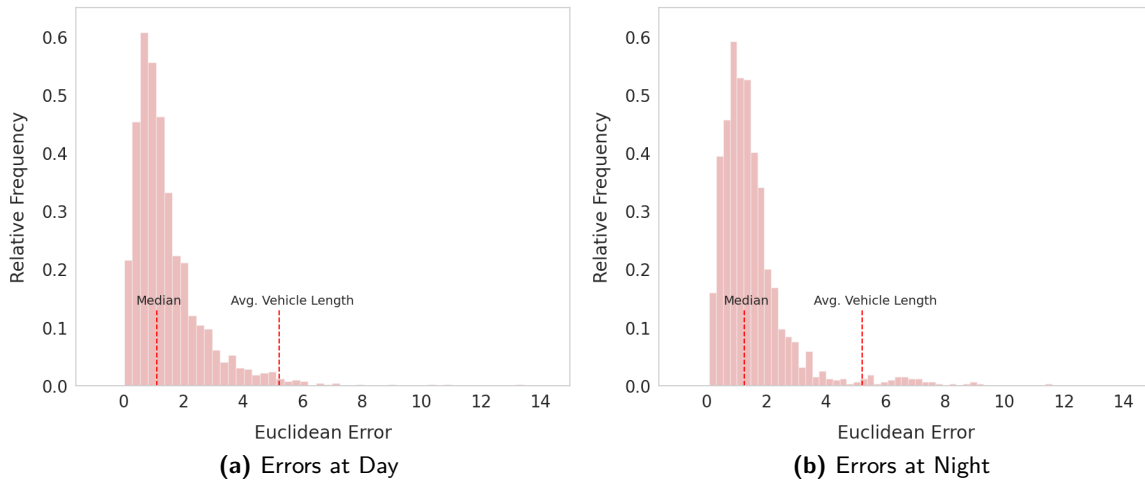 0.6
0.5
0.4
0.3
0.2
0.1
0.0
Relative Frequency
Median
Avg. Vehicle Length
0 2 4 6 8 10 12 14
Euclidean Error
(a) Errors at Day
0.6
0.5
0.4
0.3
0.2
0.1
0.0
Relative Frequency
Median
Avg. Vehicle Length
0 2 4 6 8 10 12 14
Euclidean Error
(b) Errors at Night